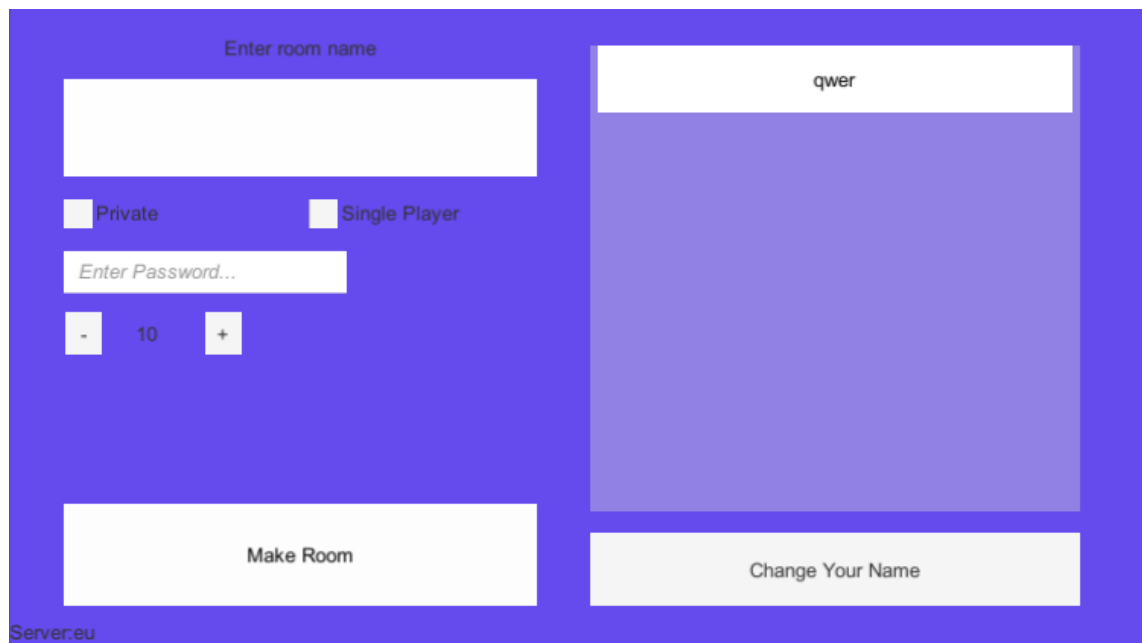 Enter room name
Private
Single Player
Enter Password...
- 10 +
Make Room
qwer
Change Your Name
Server:eu